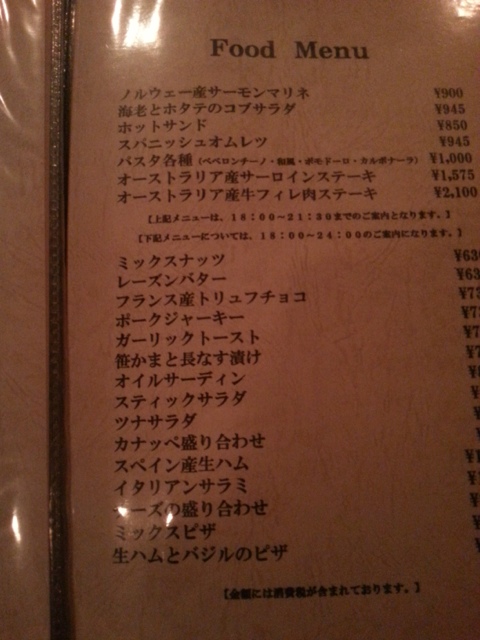 Food Menu
ノルウェー産サーモンマリネ ¥900
海老とホタテのコブサラダ ¥945
ホットサンド ¥850
スパニッシュオムレツ ¥945
パスタ各種(ペペロンチーノ・和風・ポモドーロ・カルボナーラ) ¥1,000
オーストラリア産サーロインステーキ ¥1,575
オーストラリア産牛フィレ肉ステーキ ¥2,100
【上記メニューは、18:00~21:30までのご案内となります。】
【下記メニューについては、18:00~24:00のご案内になります。】
ミックスナッツ ¥630
レーズンバター ¥63
フランス産トリュフチョコ ¥73
ポークジャーキー ¥7
ガーリックトースト ¥7
笹かまと長なす漬け ¥7
オイルサーディン
スティックサラダ
ツナサラダ
カナッペ盛り合わせ
スペイン産生ハム
イタリアンサラミ
ーズの盛り合わせ
ミックスピザ
生ハムとバジルのピザ
【金額には消費税が含まれております。】